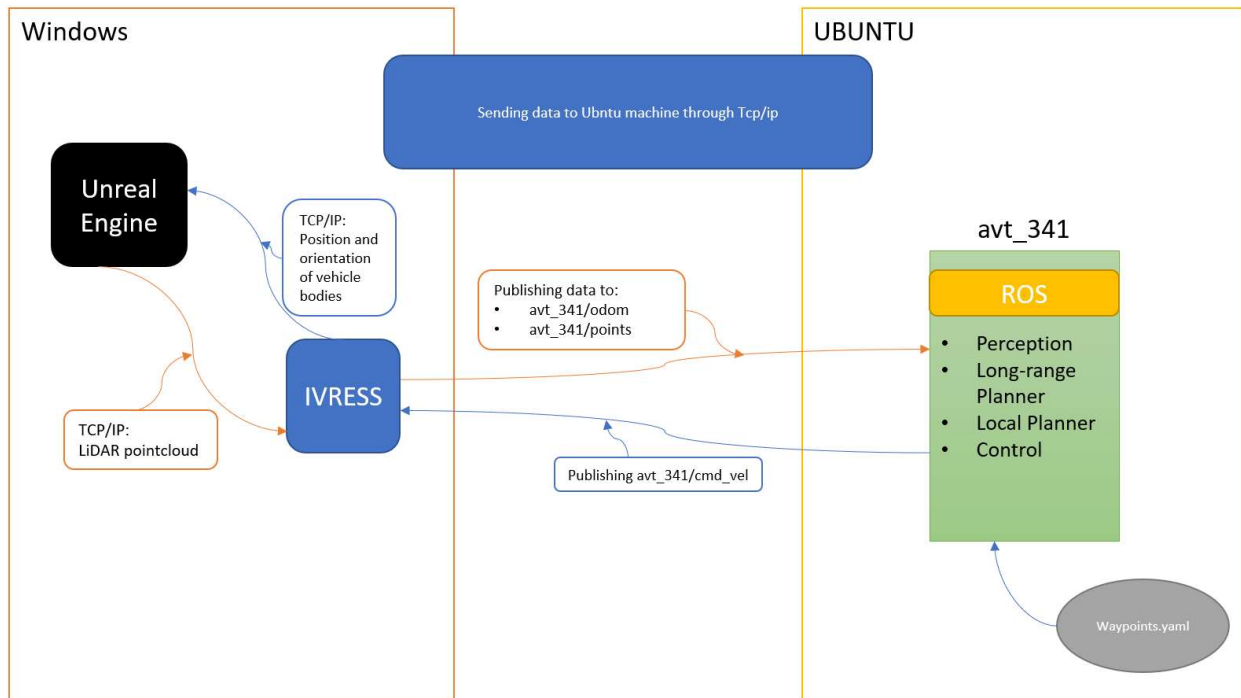 Windows
UBUNTU
Sending data to Ubntu machine through Tcp/ip
Unreal
Engine
TCP/IP:
Position and
orientation
of vehicle
bodies
avt_341
Publishing data to:
• avt_341/odom
• avt_341/points
ROS
• Perception
• Long-range
Planner
• Local Planner
• Control
IVRESS
TCP/IP:
LiDAR pointcloud
Publishing avt_341/cmd_vel
Waypoints.yaml